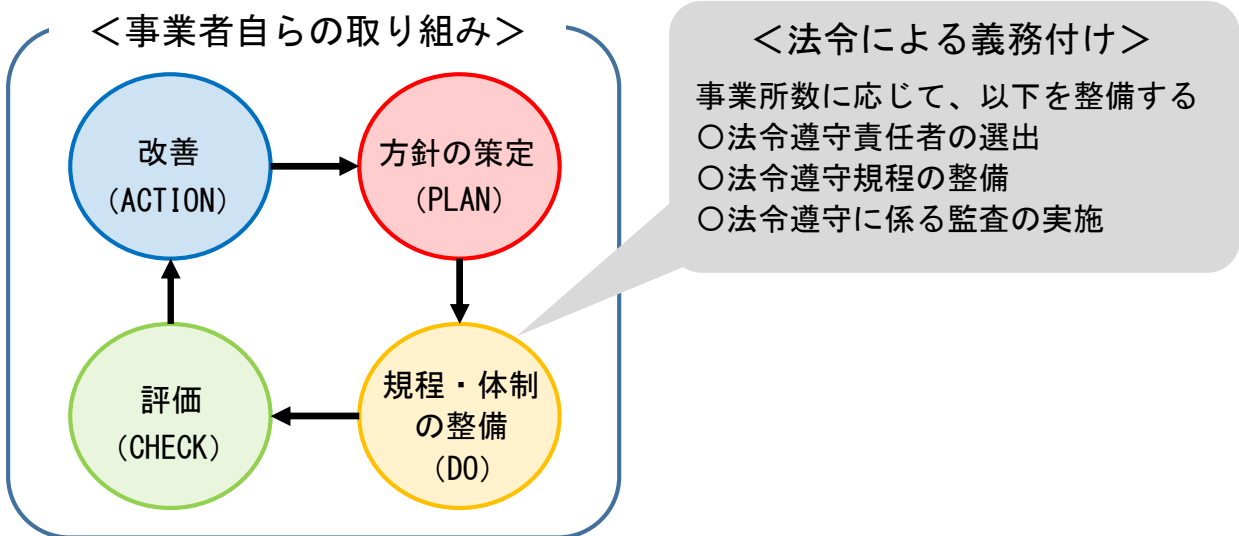 ＜事業者自らの取り組み＞
改善
（ACTION）
方針の策定
（PLAN）
評価
（CHECK）
規程・体制
の整備
（DO）
＜法令による義務付け＞
事業所数に応じて、以下を整備する
〇法令遵守責任者の選出
〇法令遵守規程の整備
〇法令遵守に係る監査の実施